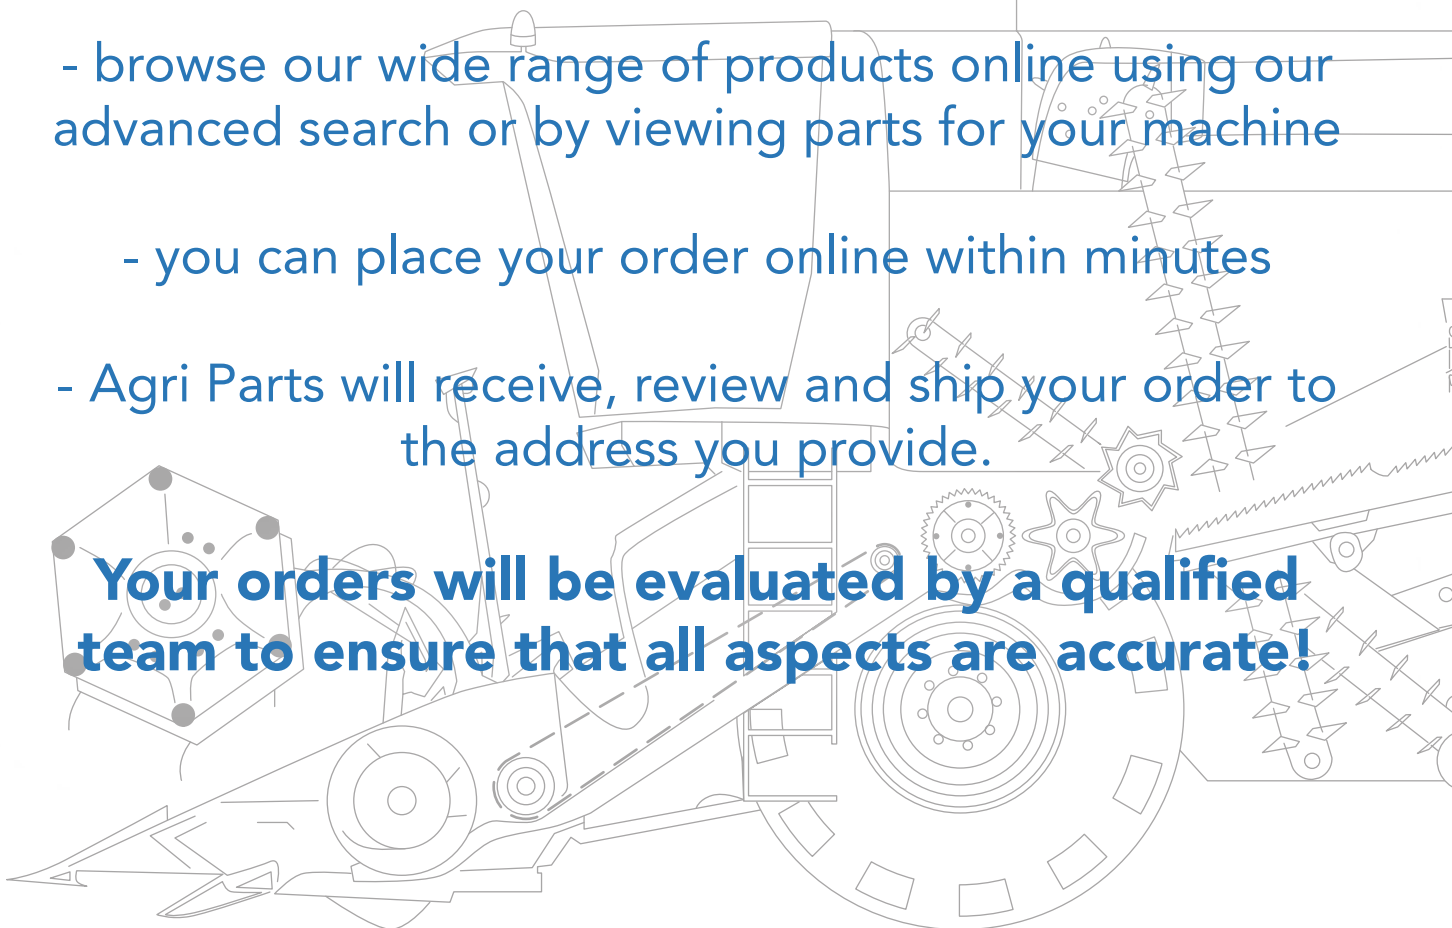 - browse our wide range of products online using our
advanced search or by viewing parts for your machine
- you can place your order online within minutes
- Agri Parts will receive, review and ship your order to
the address you provide.
Your orders will be evaluated by a qualified
team to ensure that all aspects are accurate!